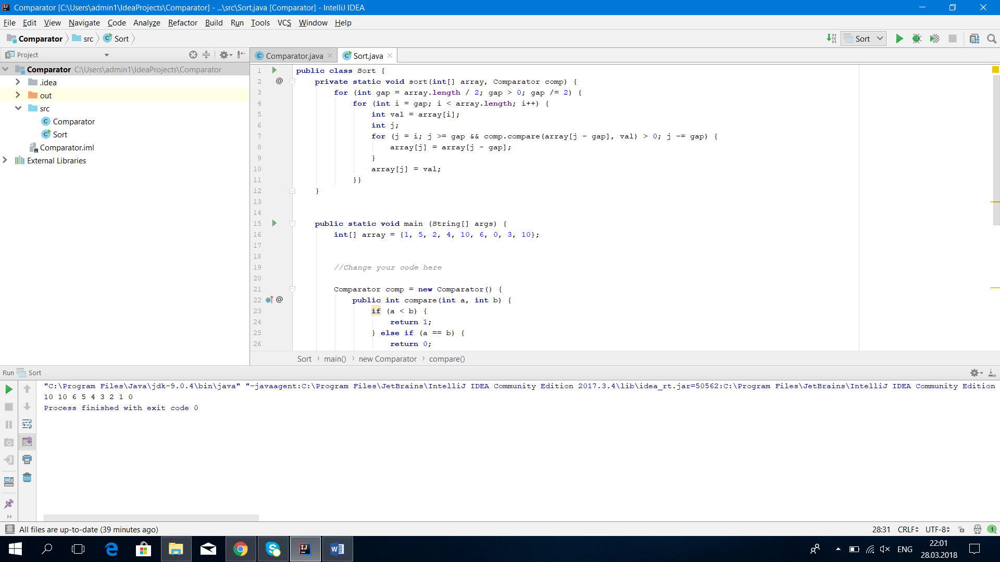 Comparator [C:\Users\admin1\IdeaProjects\Comparator] - ...\src\Sort.java [Comparator] - IntelliJ IDEA
File Edit View Navigate Code Analyze Refactor Build Run Tools VCS Window Help
Comparator src Sort
Sort
Project
Comparator.java Sort.java
Comparator C:\Users\admin1\IdeaProjects\Comparator
.idea
out
src
Comparator
Sort
Comparator.iml
External Libraries
1 public class Sort {
2 private static void sort(int[] array, Comparator comp) {
3 for (int gap = array.length / 2; gap > 0; gap /= 2) {
4 for (int i = gap; i < array.length; i++) {
5 int val = array[i];
6 int j;
7 for (j = i; j >= gap && comp.compare(array[j - gap], val) > 0; j -= gap) {
8 array[j] = array[j - gap];
9 }
10 array[j] = val;
11 }}
12 }
13
14
15 public static void main (String[] args) {
16 int[] array = {1, 5, 2, 4, 10, 6, 0, 3, 10};
17
18
19 //Change your code here
20
21 Comparator comp = new Comparator() {
22 public int compare(int a, int b) {
23 if (a < b) {
24 return 1;
25 } else if (a == b) {
26 return 0;
Sort › main() › new Comparator › compare()
Run Sort
"C:\Program Files\Java\jdk-9.0.4\bin\java" "-javaagent:C:\Program Files\JetBrains\IntelliJ IDEA Community Edition 2017.3.4\lib\idea_rt.jar=50562:C:\Program Files\JetBrains\IntelliJ IDEA Community Edition
10 10 6 5 4 3 2 1 0
Process finished with exit code 0
All files are up-to-date (39 minutes ago)
28:31 CRLF UTF-8 1
ENG
22:01
28.03.2018